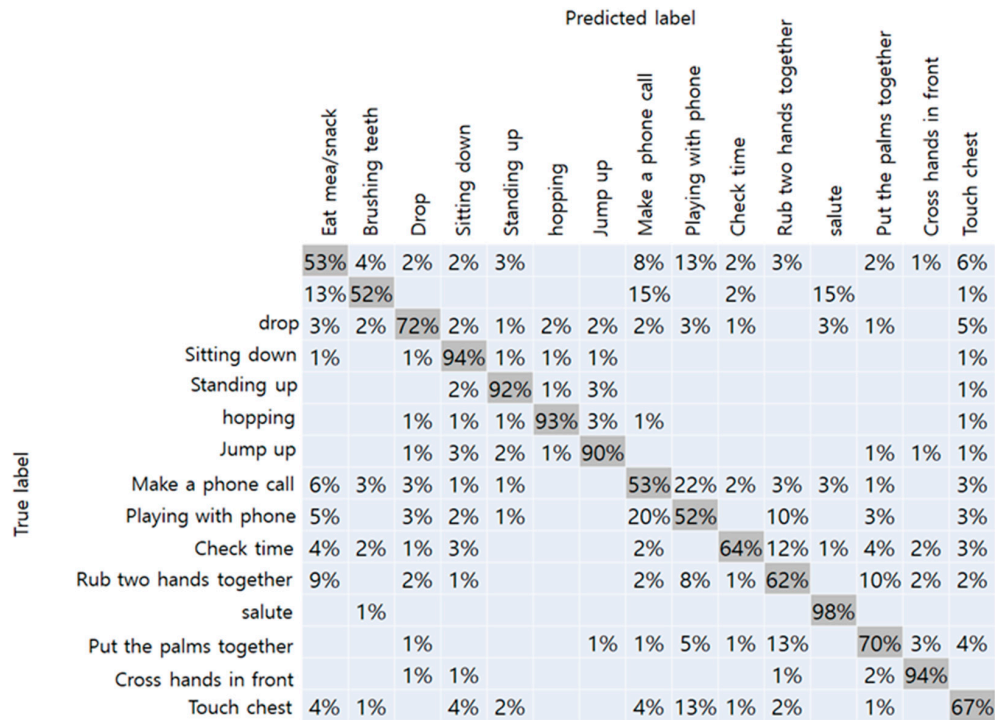 Predicted label
Eat mea/snack
Brushing teeth
Drop
Sitting down
Standing up
hopping
Jump up
Make a phone call
Playing with phone
Check time
Rub two hands together
salute
Put the palms together
Cross hands in front
Touch chest
True label
53% 4% 2% 2% 3% 8% 13% 2% 3% 2% 1% 6%
13% 52% 15% 2% 15% 1%
drop 3% 2% 72% 2% 1% 2% 2% 2% 3% 1% 3% 1% 5%
Sitting down 1% 1% 94% 1% 1% 1% 1%
Standing up 2% 92% 1% 3% 1%
hopping 1% 1% 1% 93% 3% 1% 1%
Jump up 1% 3% 2% 1% 90% 1% 1% 1%
Make a phone call 6% 3% 3% 1% 1% 53% 22% 2% 3% 3% 1% 3%
Playing with phone 5% 3% 2% 1% 20% 52% 10% 3% 3%
Check time 4% 2% 1% 3% 2% 64% 12% 1% 4% 2% 3%
Rub two hands together 9% 2% 1% 2% 8% 1% 62% 10% 2% 2%
salute 1% 98%
Put the palms together 1% 1% 1% 5% 1% 13% 70% 3% 4%
Cross hands in front 1% 1% 1% 2% 94%
Touch chest 4% 1% 4% 2% 4% 13% 1% 2% 1% 67%